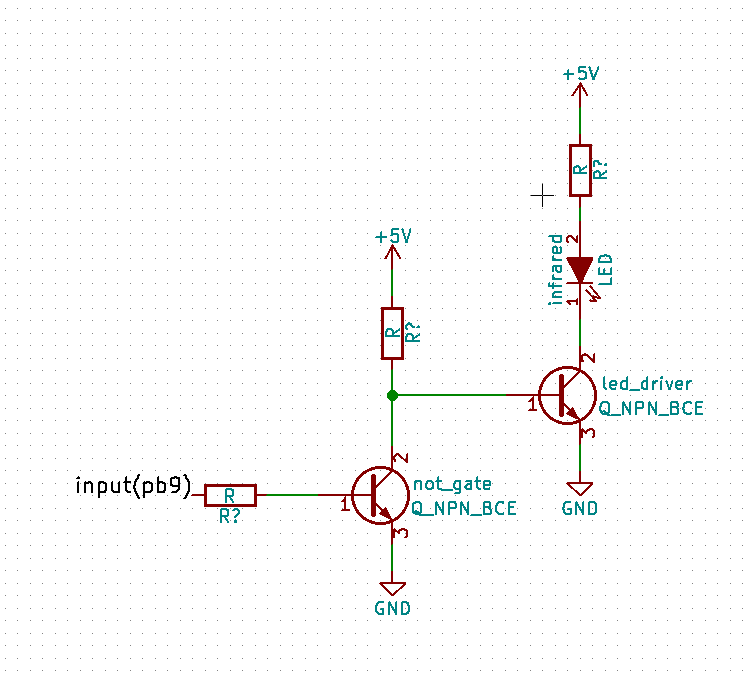 +5V
R
R?
infrared
2
1
LED
+5V
R
R?
2
1
3
led_driver
Q_NPN_BCE
GND
input(pb9)
R
R?
2
1
3
not_gate
Q_NPN_BCE
GND